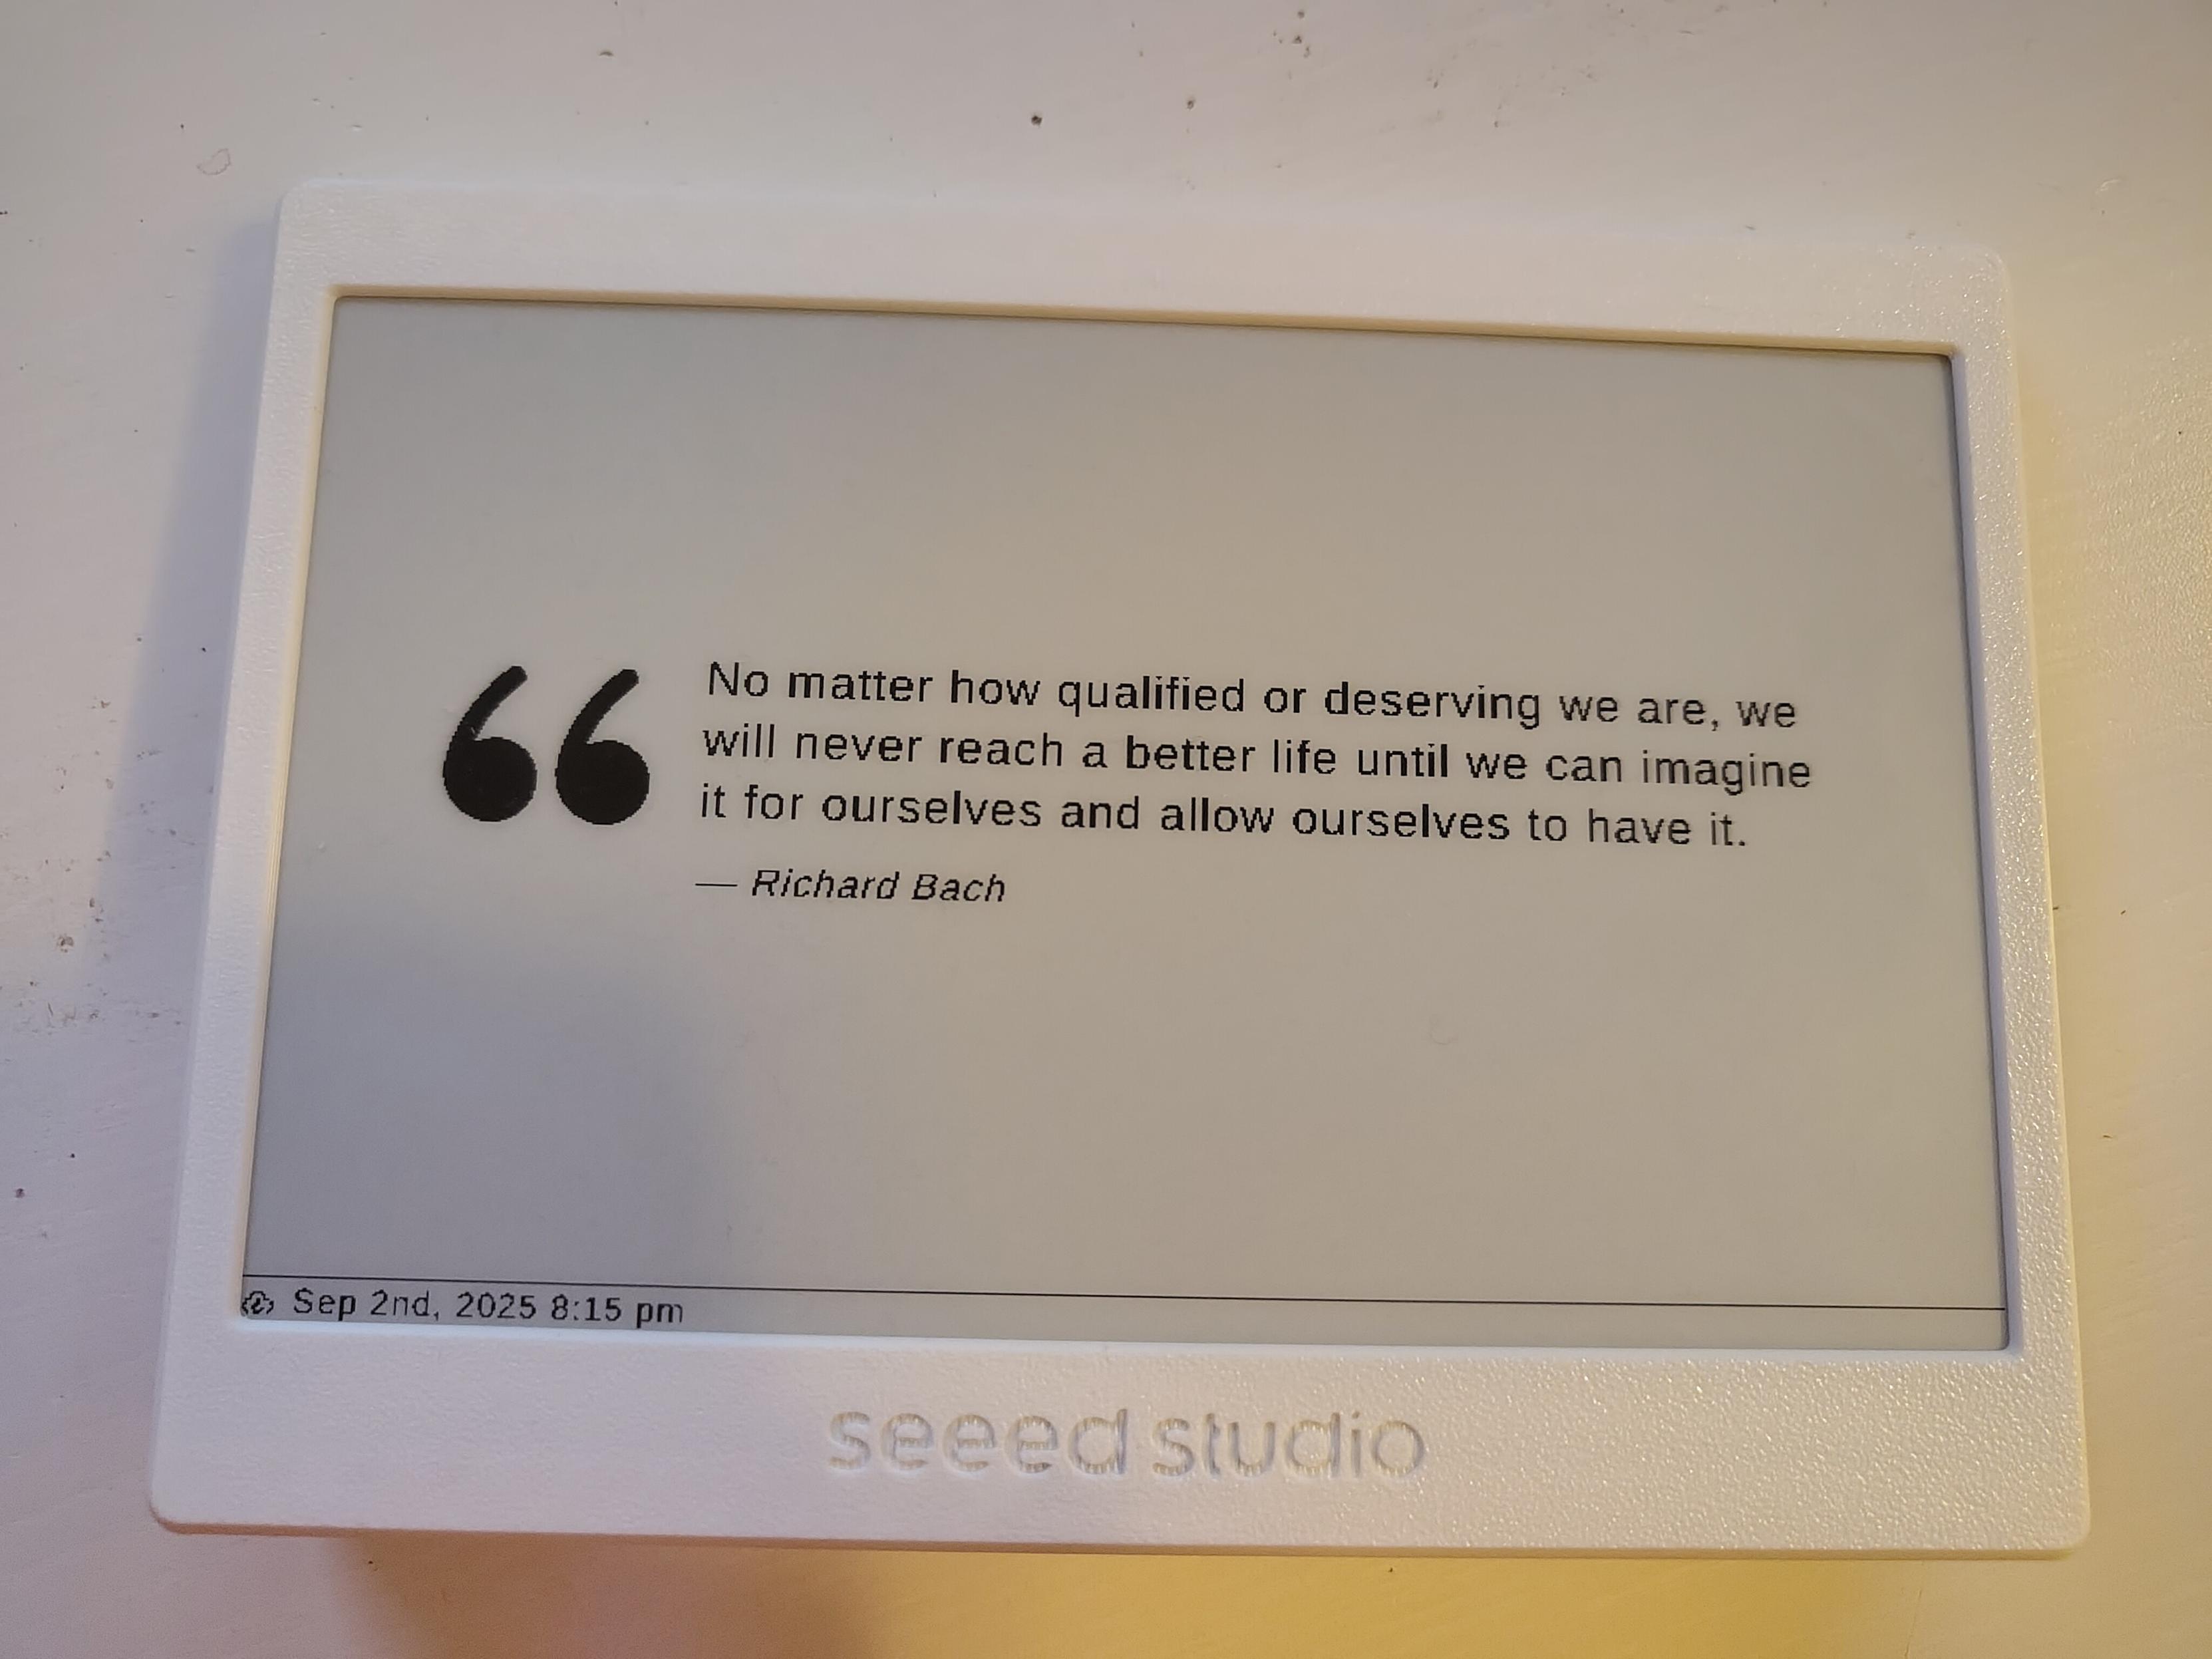 “
No matter how qualified or deserving we are, we
will never reach a better life until we can imagine
it for ourselves and allow ourselves to have it.
— Richard Bach
Sep 2nd, 2025 8:15 pm
seeed studio